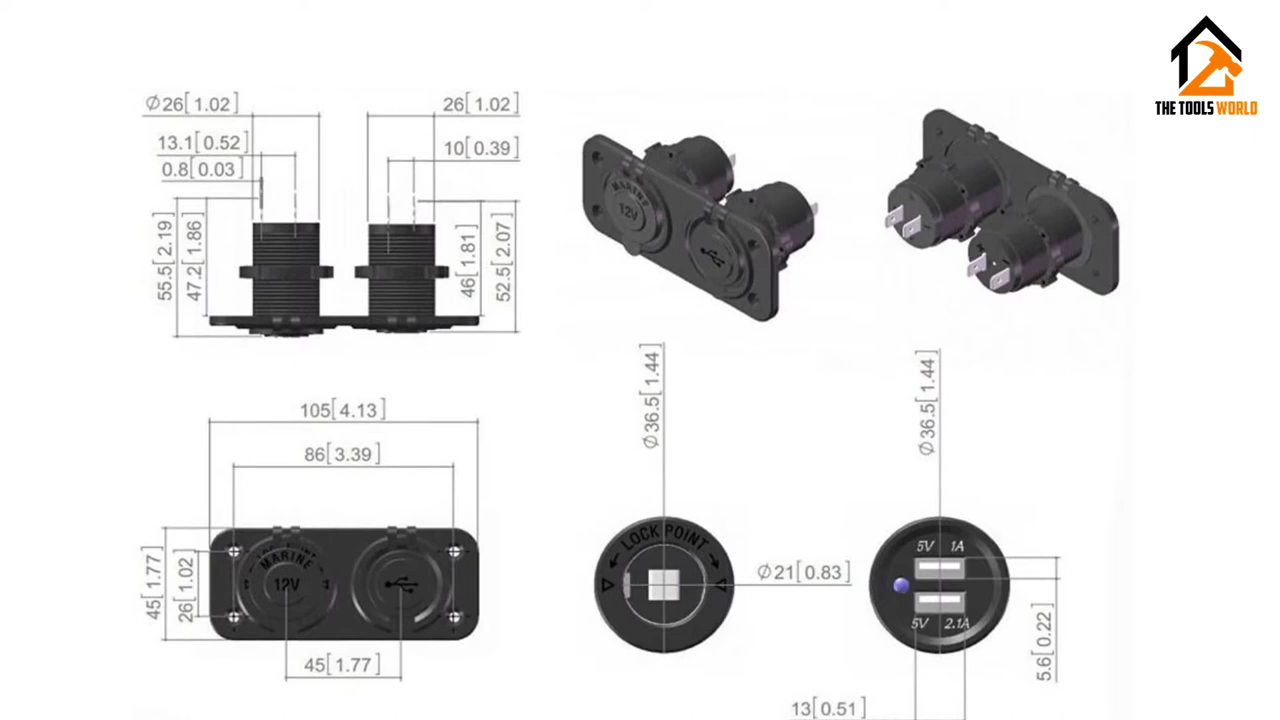 THE TOOLS WORLD
Ø26[1.02]
26[1.02]
13.1[0.52]
10[0.39]
0.8[0.03]
55.5[2.19]
47.2[1.86]
46[1.81]
52.5[2.07]
MARINE
12V
105[4.13]
86[3.39]
45[1.77]
26[1.02]
MARINE
12V
45[1.77]
Ø36.5[1.44]
LOCK POINT
Ø21[0.83]
Ø36.5[1.44]
5V 1A
5V 2.1A
5.6[0.22]
13[0.51]